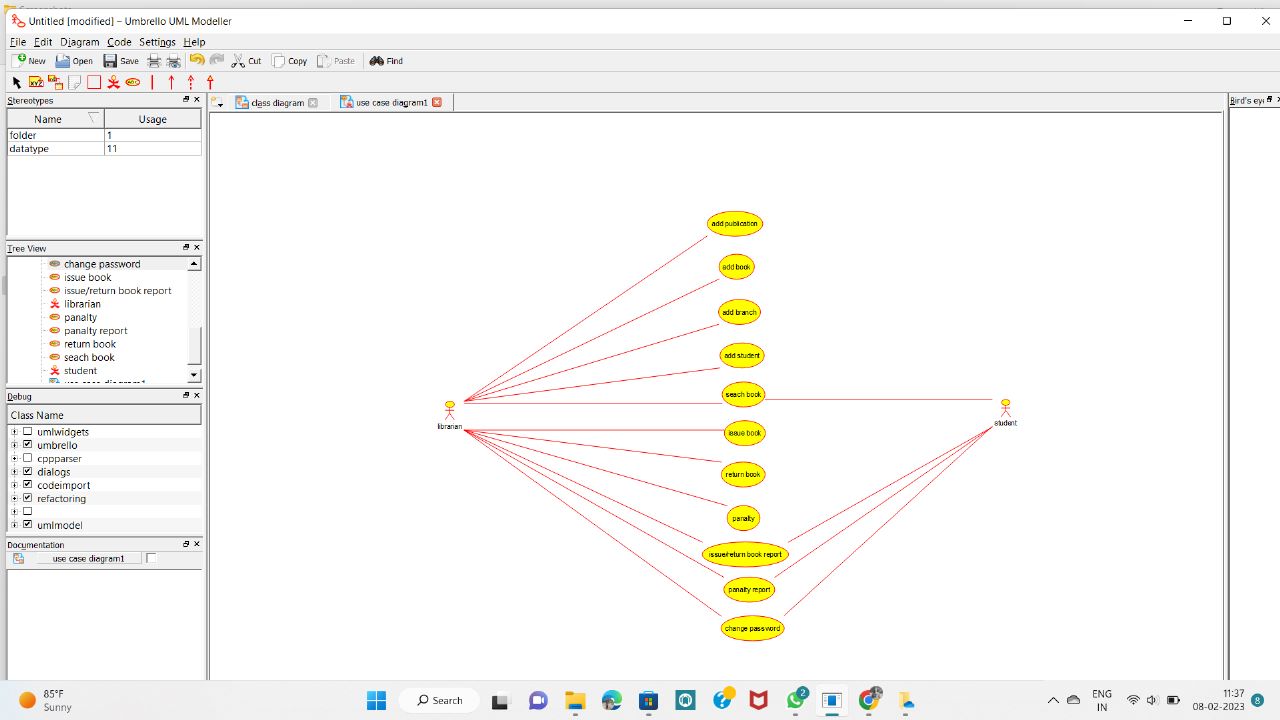 Untitled [modified] – Umbrello UML Modeller
File Edit Diagram Code Settings Help
New Open Save Cut Copy Paste Find
Stereotypes
Name Usage
folder 1
datatype 11
Tree View
change password
issue book
issue/return book report
librarian
panalty
panalty report
return book
seach book
student
use case diagram1
Debug
Class Name
umlwidgets
umbrello
cppparser
dialogs
codeimport
refactoring
umlmodel
Documentation
use case diagram1
class diagram
use case diagram1
Bird's eye
add publication
add book
add branch
add student
seach book
issue book
return book
panalty
issue/return book report
panalty report
change password
librarian
student
85°F
Sunny
Search
2
ENG
IN
11:37
08-02-2023
8